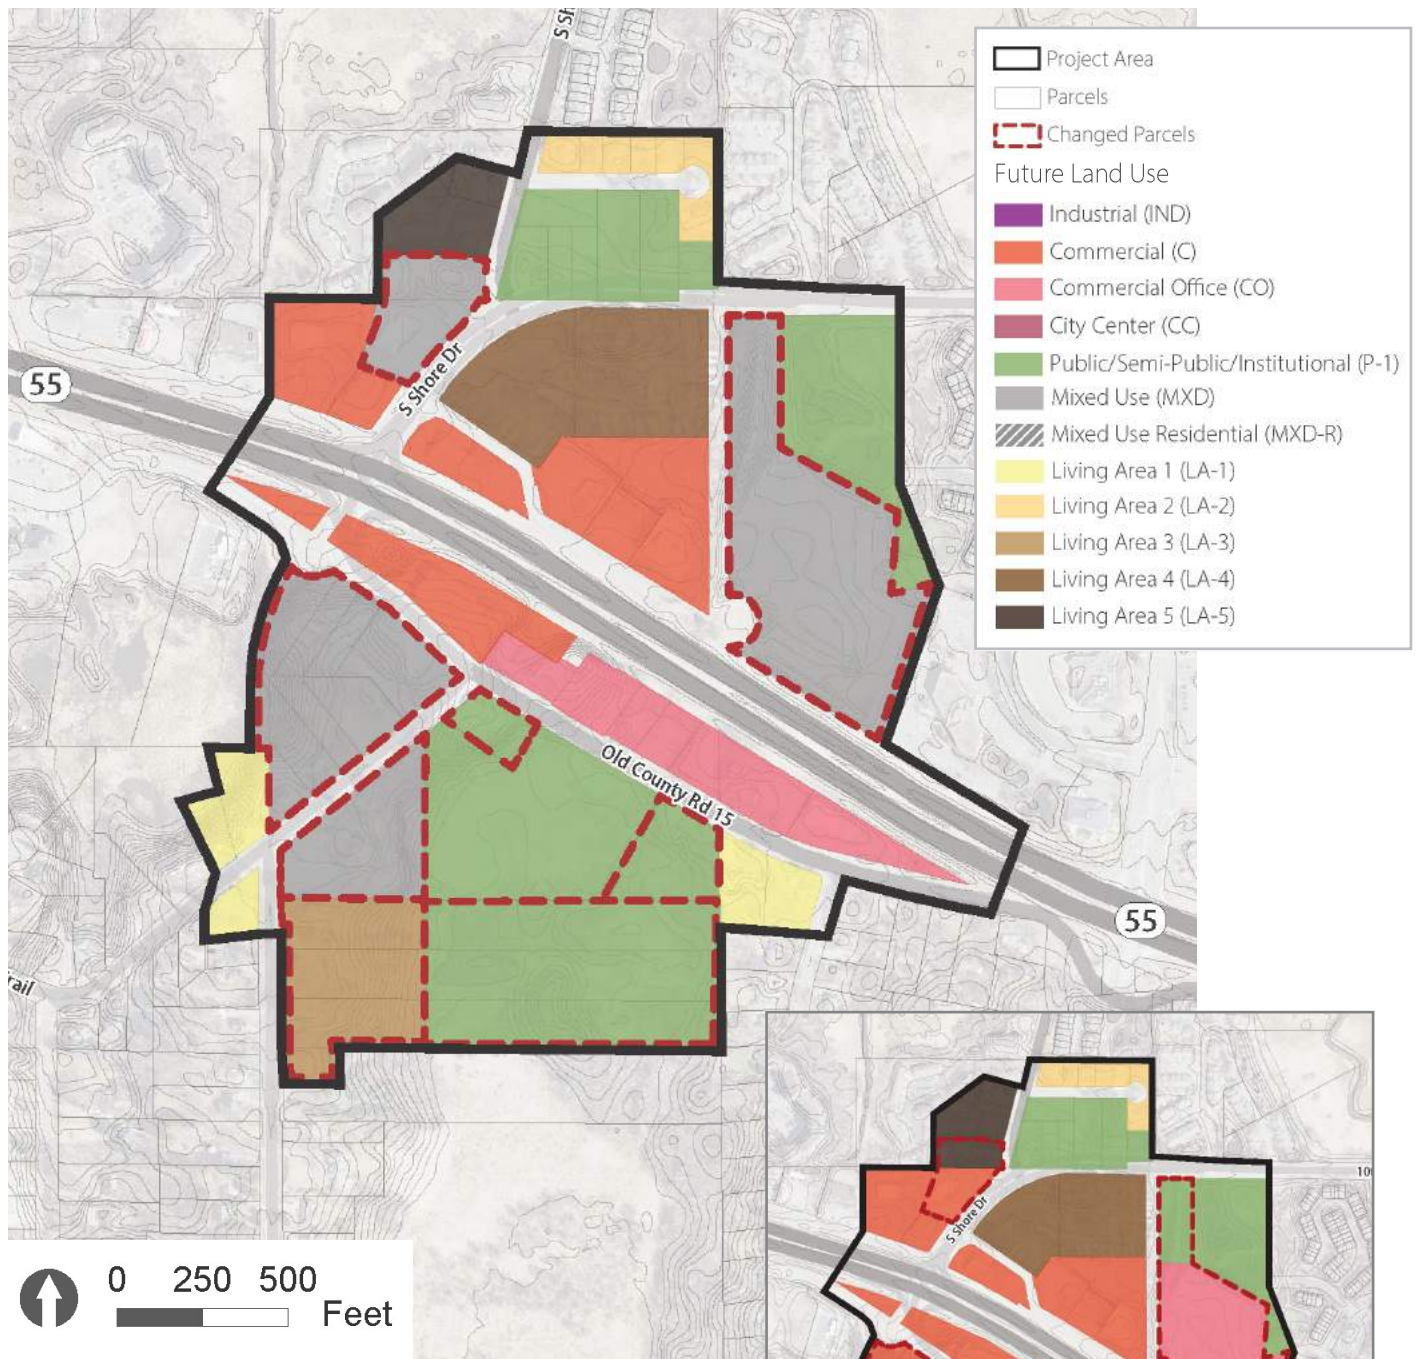 S Sh
Project Area
Parcels
Changed Parcels
Future Land Use
Industrial (IND)
Commercial (C)
Commercial Office (CO)
City Center (CC)
Public/Semi-Public/Institutional (P-1)
Mixed Use (MXD)
Mixed Use Residential (MXD-R)
Living Area 1 (LA-1)
Living Area 2 (LA-2)
Living Area 3 (LA-3)
Living Area 4 (LA-4)
Living Area 5 (LA-5)
55
S Shore Dr
Old County Rd 15
55
rail
10
S Shore Dr
0 250 500
Feet